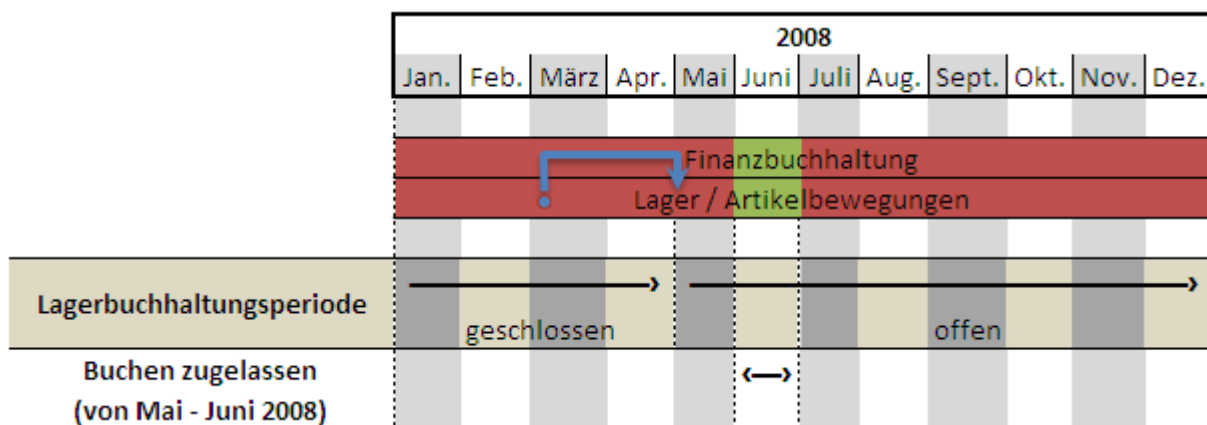 2008
Jan. Feb. März Apr. Mai Juni Juli Aug. Sept. Okt. Nov. Dez.
Finanzbuchhaltung
Lager / Artikelbewegungen
Lagerbuchhaltungsperiode
geschlossen offen
Buchen zugelassen
(von Mai - Juni 2008)